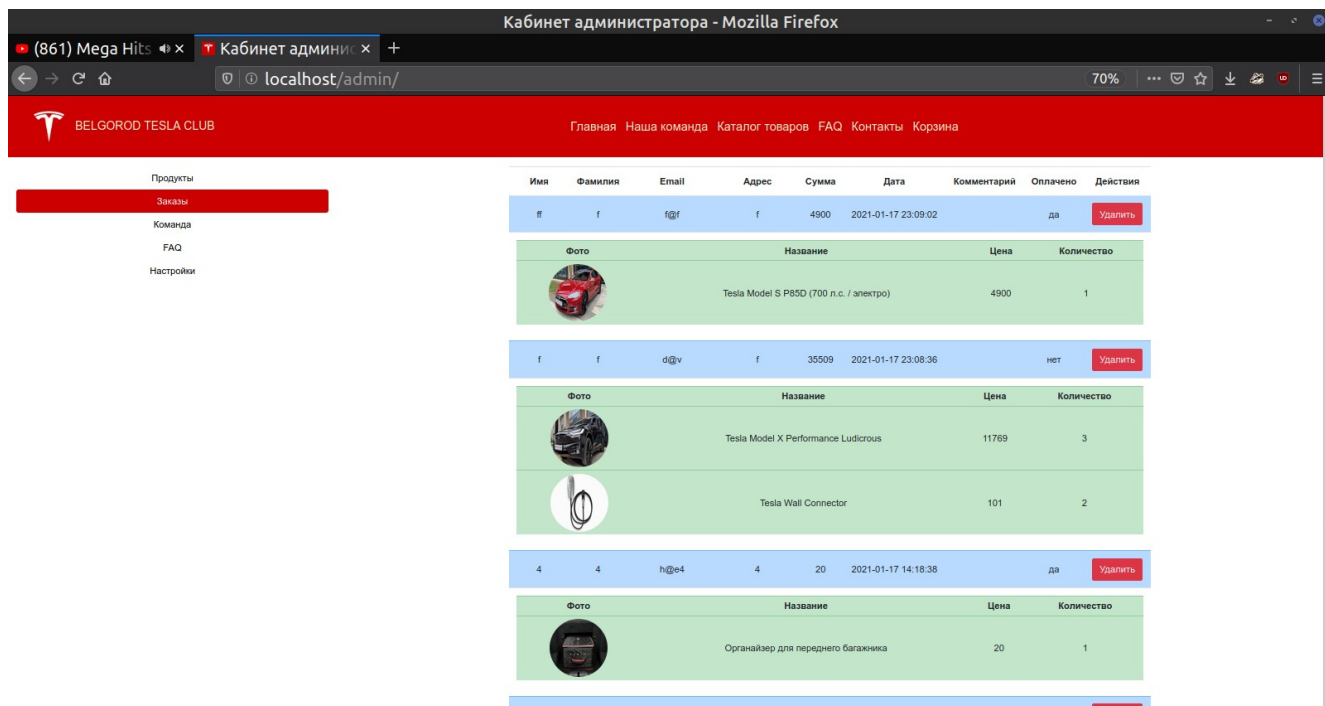 Кабинет администратора - Mozilla Firefox
(861) Mega Hits Кабинет админис
localhost/admin/ 70%
BELGOROD TESLA CLUB Главная Наша команда Каталог товаров FAQ Контакты Корзина
Продукты
Заказы
Команда
FAQ
Настройки
Имя Фамилия Email Адрес Сумма Дата Комментарий Оплачено Действия
ff f f@f f 4900 2021-01-17 23:09:02 да Удалить
Фото Название Цена Количество
Tesla Model S P85D (700 л.с. / электро) 4900 1
f f d@v f 35509 2021-01-17 23:08:36 нет Удалить
Фото Название Цена Количество
Tesla Model X Performance Ludicrous 11769 3
Tesla Wall Connector 101 2
4 4 h@e4 4 20 2021-01-17 14:18:38 да Удалить
Фото Название Цена Количество
Органайзер для переднего багажника 20 1